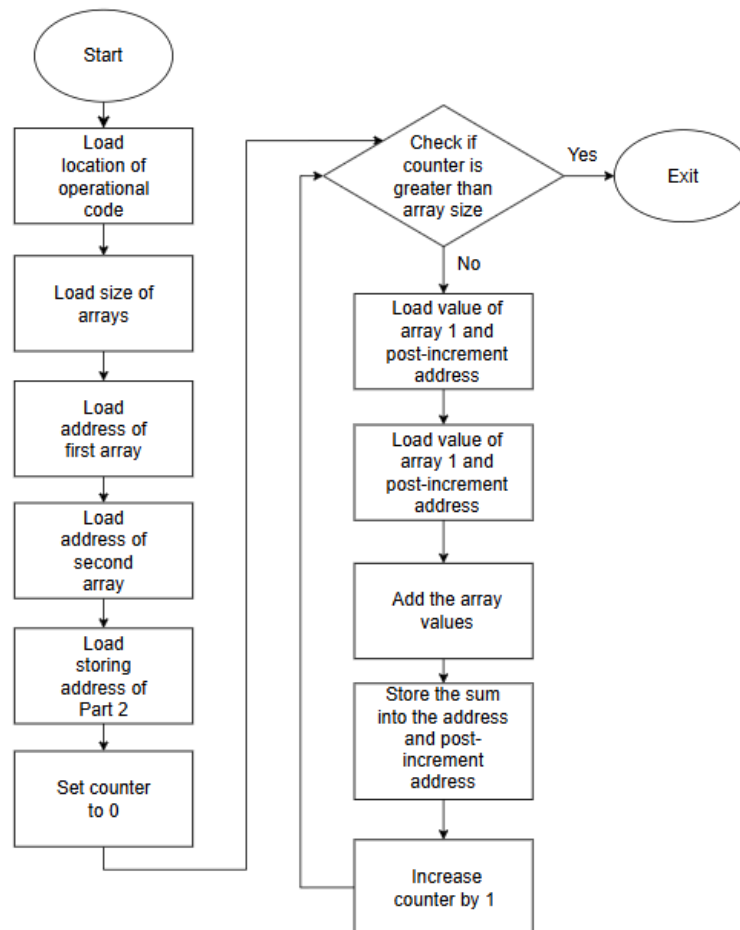 Start
Load
location of
operational
code
Load size of
arrays
Load
address of
first array
Load
address of
second
array
Load
storing
address of
Part 2
Set counter
to 0
Check if
counter is
greater than
array size
Yes
Exit
No
Load value of
array 1 and
post-increment
address
Load value of
array 1 and
post-increment
address
Add the array
values
Store the sum
into the address
and post-
increment
address
Increase
counter by 1